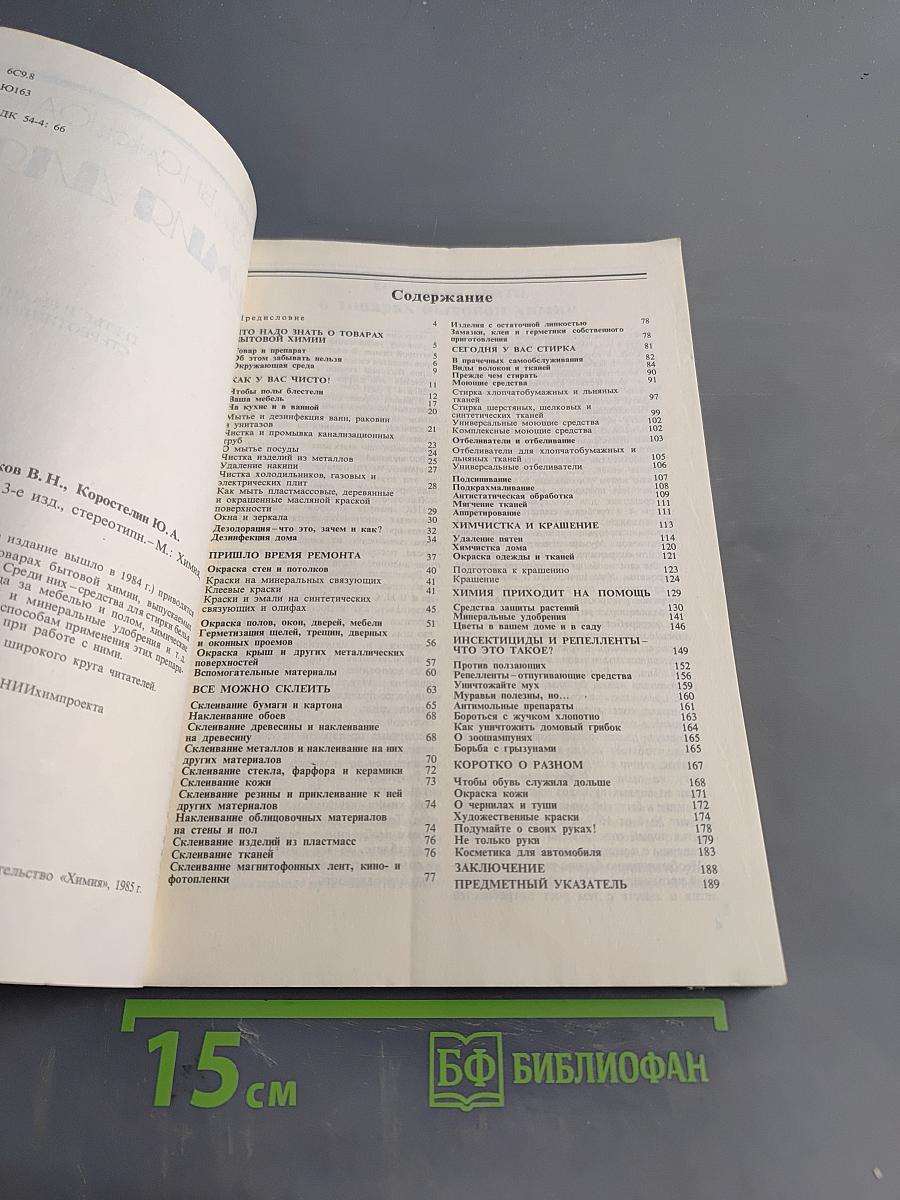 6С9.8
Ю163
ДК 54-4: 66
ков В. Н., Коростелин Ю. А.
3-е изд., стереотипн.– М.: Химия,
издание вышло в 1984 г.) приводятся
товарах бытовой химии, выпускаемых
Среди них – средства для стирки белья
за мебелью и полом, химические
и минеральные удобрения и т. д.
способам применения этих препара-
при работе с ними.
широкого круга читателей.
НИИхимпроекта
тельство «Химия», 1985 г.
Содержание
Предисловие 4
ЧТО НАДО ЗНАТЬ О ТОВАРАХ
БЫТОВОЙ ХИМИИ 5
Товар и препарат 5
Об этом забывать нельзя 6
Окружающая среда 9
КАК У ВАС ЧИСТО! 11
Чтобы полы блестели 12
Ваша мебель 17
На кухне и в ванной 20
Мытье и дезинфекция ванн, раковин
и унитазов 21
Чистка и промывка канализационных
труб 23
О мытье посуды 24
Чистка изделий из металлов 25
Удаление накипи 27
Чистка холодильников, газовых и
электрических плит 28
Как мыть пластмассовые, деревянные
и окрашенные масляной краской
поверхности 29
Окна и зеркала 30
Дезодорация – что это, зачем и как? 32
Дезинфекция дома 34
ПРИШЛО ВРЕМЯ РЕМОНТА 37
Окраска стен и потолков 40
Краски на минеральных связующих 41
Клеевые краски 41
Краски и эмали на синтетических
связующих и олифах 45
Окраска полов, окон, дверей, мебели 51
Герметизация щелей, трещин, дверных
и оконных проемов 56
Окраска крыш и других металлических
поверхностей 57
Вспомогательные материалы 60
ВСЕ МОЖНО СКЛЕИТЬ 63
Склеивание бумаги и картона 65
Наклеивание обоев 68
Склеивание древесины и наклеивание
на древесину 68
Склеивание металлов и наклеивание на них
других материалов 70
Склеивание стекла, фарфора и керамики 72
Склеивание кожи 73
Склеивание резины и приклеивание к ней
других материалов 74
Наклеивание облицовочных материалов
на стены и пол 74
Склеивание изделий из пластмасс 76
Склеивание тканей 76
Склеивание магнитофонных лент, кино- и
фотопленки 77
Изделия с остаточной липкостью 78
Замазки, клеи и герметики собственного
приготовления 78
СЕГОДНЯ У ВАС СТИРКА 81
В прачечных самообслуживания 82
Виды волокон и тканей 84
Прежде чем стирать 90
Моющие средства 91
Стирка хлопчатобумажных и льняных
тканей 97
Стирка шерстяных, шелковых и
синтетических тканей 99
Универсальные моющие средства 102
Комплексные моющие средства 102
Отбеливатели и отбеливание 103
Отбеливатели для хлопчатобумажных и
льняных тканей 105
Универсальные отбеливатели 106
Подсинивание 107
Подкрахмаливание 108
Антистатическая обработка 109
Мягчение тканей 111
Аппретирование 111
ХИМЧИСТКА И КРАШЕНИЕ 113
Удаление пятен 114
Химчистка дома 120
Окраска одежды и тканей 121
Подготовка к крашению 123
Крашение 124
ХИМИЯ ПРИХОДИТ НА ПОМОЩЬ 129
Средства защиты растений 130
Минеральные удобрения 141
Цветы в вашем доме и в саду 146
ИНСЕКТИЦИДЫ И РЕПЕЛЛЕНТЫ –
ЧТО ЭТО ТАКОЕ? 149
Против ползающих 152
Репелленты – отпугивающие средства 156
Уничтожайте мух 159
Муравьи полезны, но... 160
Антимольные препараты 161
Бороться с жучком хлопотно 163
Как уничтожить домовый грибок 164
О зоошампунях 165
Борьба с грызунами 165
КОРОТКО О РАЗНОМ 167
Чтобы обувь служила дольше 168
Окраска кожи 171
О чернилах и туши 172
Художественные краски 174
Подумайте о своих руках! 178
Не только руки 179
Косметика для автомобиля 183
ЗАКЛЮЧЕНИЕ 188
ПРЕДМЕТНЫЙ УКАЗАТЕЛЬ 189
15 см
БФ БИБЛИОФАН